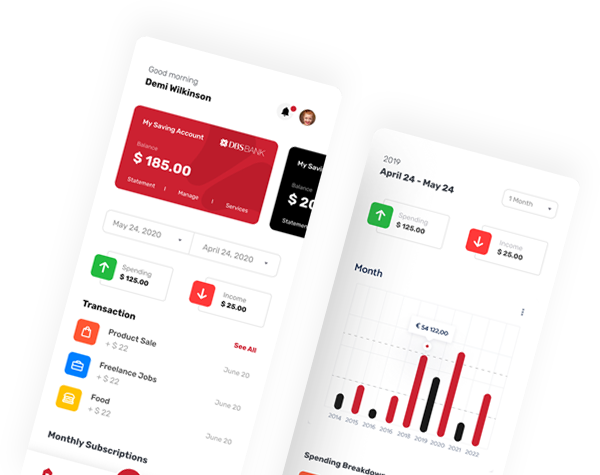 Good morning
Demi Wilkinson
My Saving Account
DBS BANK
Balance
$ 185.00
Statement
Manage
Services
My Savi
Balance
$ 20
Statemen
May 24, 2020
April 24, 2020
Spending
$ 125.00
Income
$ 25.00
Transaction
See All
Product Sale
+ $ 22
June 20
Freelance Jobs
+ $ 22
June 20
Food
+ $ 22
June 20
Monthly Subscriptions
2019
April 24 - May 24
1 Month
Spending
$ 125.00
Income
$ 25.00
Month
€ 54 122,00
2014 2015 2016 2016 2018 2019 2020 2021 2022
Spending Breakdow